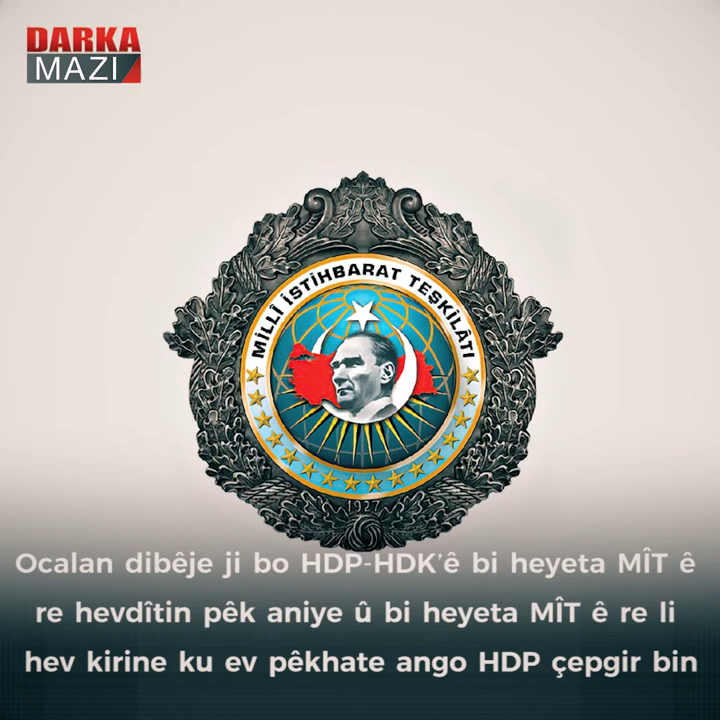 DARKA
MAZI
MİLLÎ İSTİHBARAT TEŞKİLÂTI
1927
Ocalan dibêje ji bo HDP-HDK'ê bi heyeta MÎT ê
re hevdîtin pêk aniye û bi heyeta MÎT ê re li
hev kirine ku ev pêkhate ango HDP çepgir bin